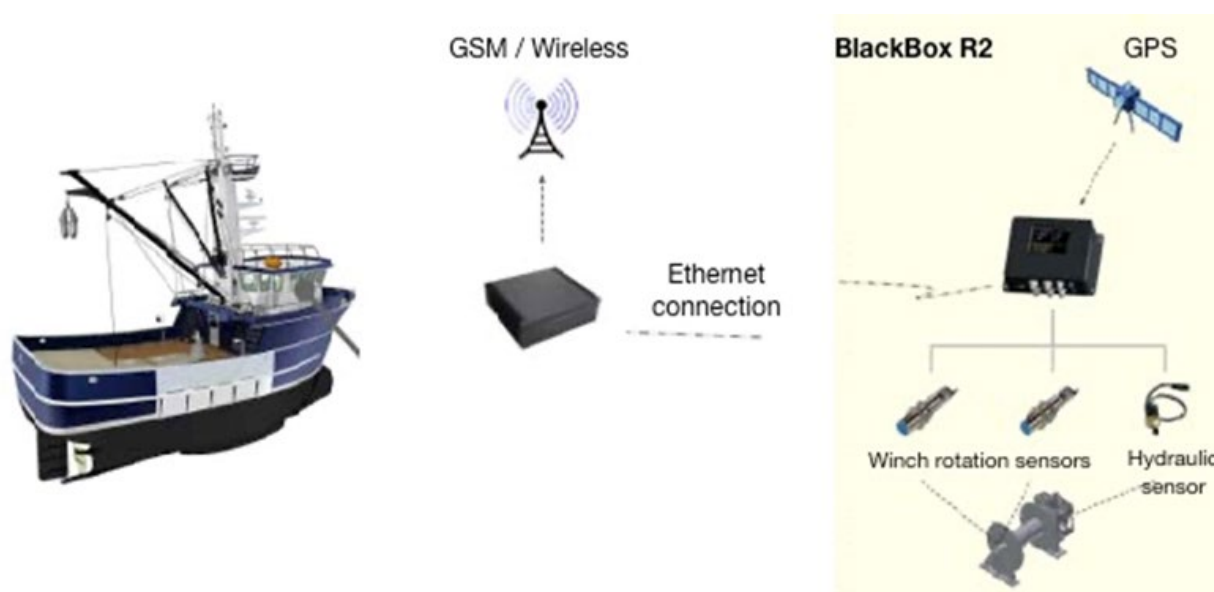 GSM / Wireless
BlackBox R2
GPS
Ethernet
connection
Winch rotation sensors
Hydraulic
sensor